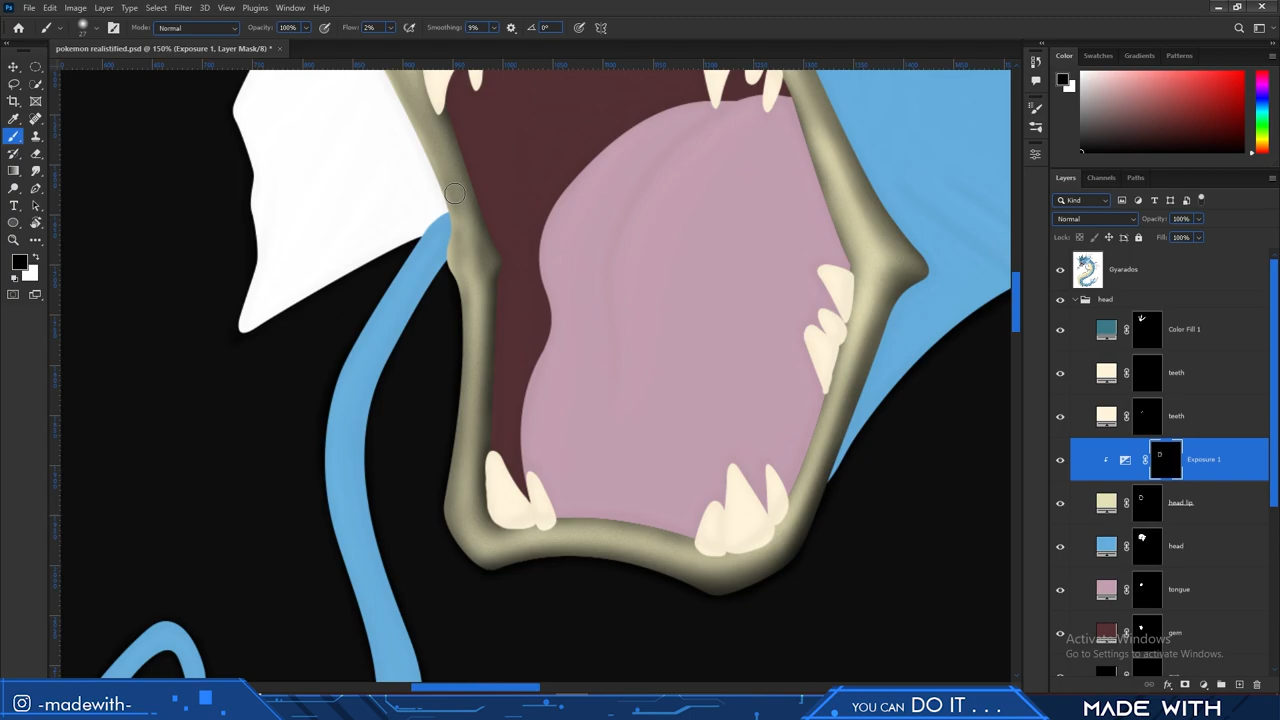 File Edit Image Layer Type Select Filter 3D View Plugins Window Help
27 Mode: Normal Opacity: 100% Flow: 2% Smoothing: 9% 0°
pokemon realistified.psd @ 150% (Exposure 1, Layer Mask/8) *
Color Swatches Gradients Patterns
Layers Channels Paths
Kind
Normal Opacity: 100%
Lock: Fill: 100%
Gyarados
head
Color Fill 1
teeth
teeth
Exposure 1
head lip
head
tongue
gem
Activate Windows
Go to Settings to activate Windows.
-madewith-
YOU CAN DO IT . . .
MADE WITH